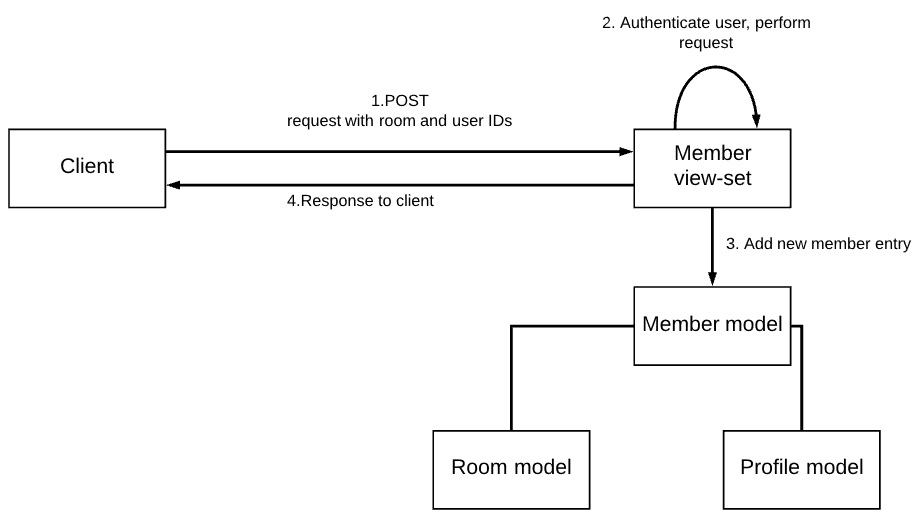 2. Authenticate user, perform
request
1.POST
request with room and user IDs
Client
Member
view-set
4.Response to client
3. Add new member entry
Member model
Room model
Profile model